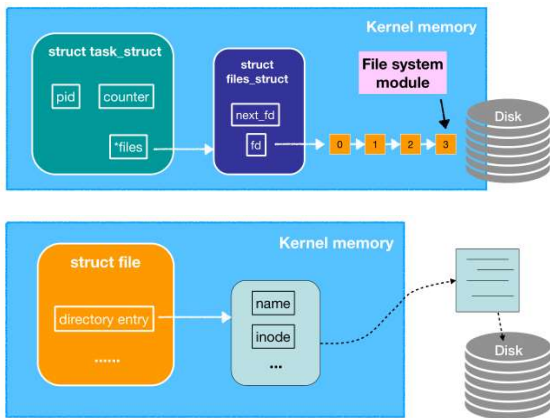 Kernel memory
struct task_struct
pid
counter
*files
struct
files_struct
next_fd
fd
0
1
2
3
File system
module
Disk
Kernel memory
struct file
directory entry
......
name
inode
...
Disk